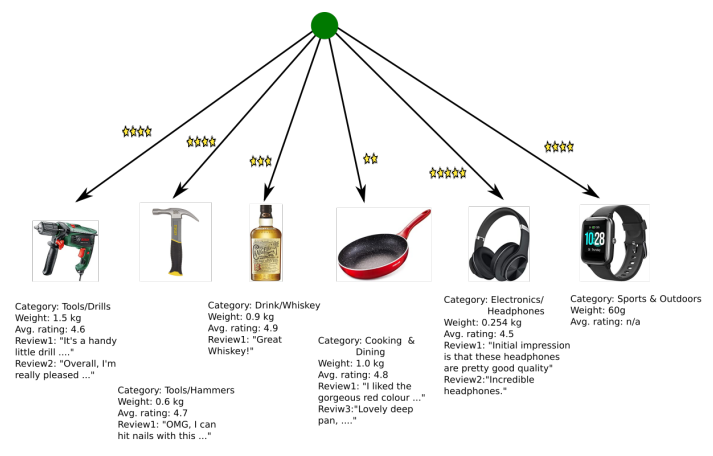 10:28
Category: Tools/Drills
Weight: 1.5 kg
Avg. rating: 4.6
Review1: "It's a handy
little drill ...."
Review2: "Overall, I'm
really pleased ..."
Category: Tools/Hammers
Weight: 0.6 kg
Avg. rating: 4.7
Review1: "OMG, I can
hit nails with this ..."
Category: Drink/Whiskey
Weight: 0.9 kg
Avg. rating: 4.9
Review1: "Great
Whiskey!"
Category: Cooking &
Dining
Weight: 1.0 kg
Avg. rating: 4.8
Review1: "I liked the
gorgeous red colour ..."
Reviw3:"Lovely deep
pan, ...."
Category: Electronics/
Headphones
Weight: 0.254 kg
Avg. rating: 4.5
Review1: "Initial impression
is that these headphones
are pretty good quality"
Review2:"Incredible
headphones."
Category: Sports & Outdoors
Weight: 60g
Avg. rating: n/a